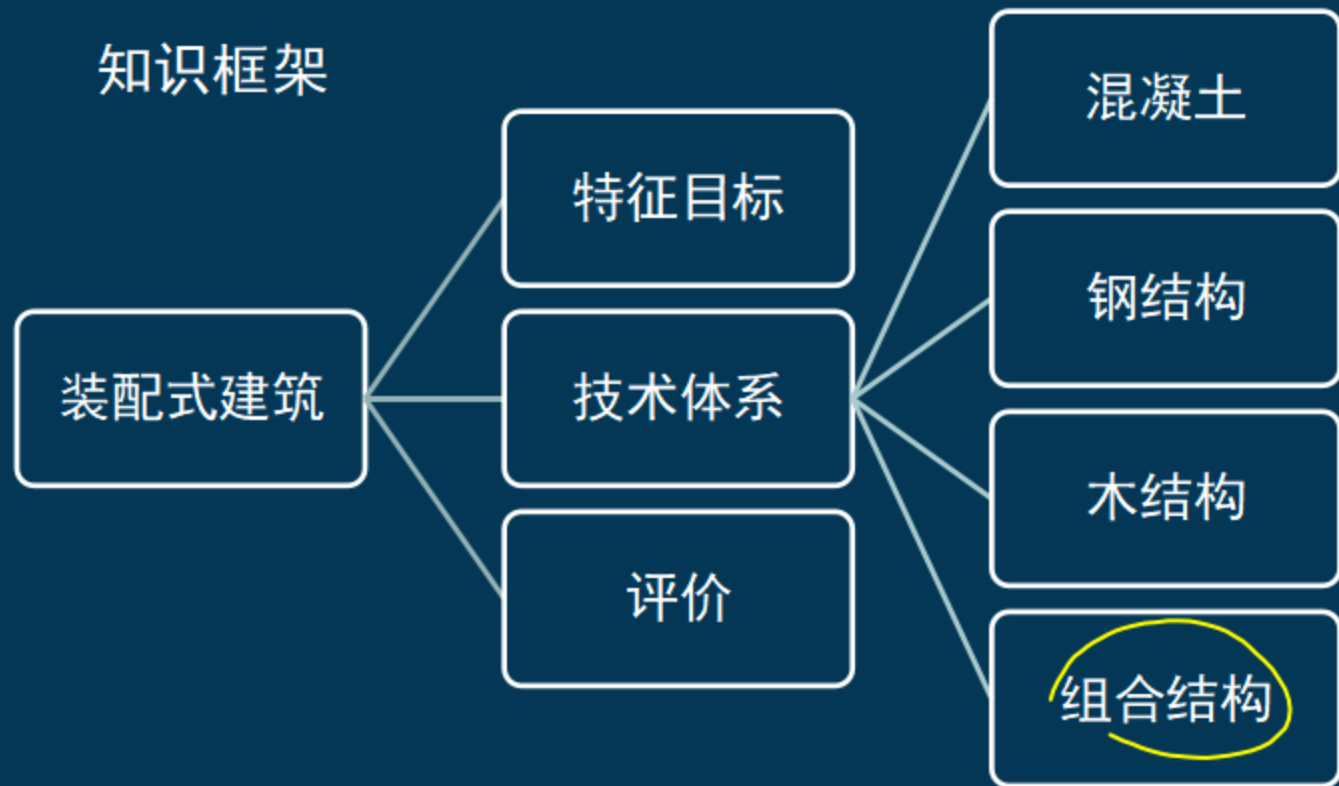 知识框架
装配式建筑
特征目标
技术体系
评价
混凝土
钢结构
木结构
组合结构